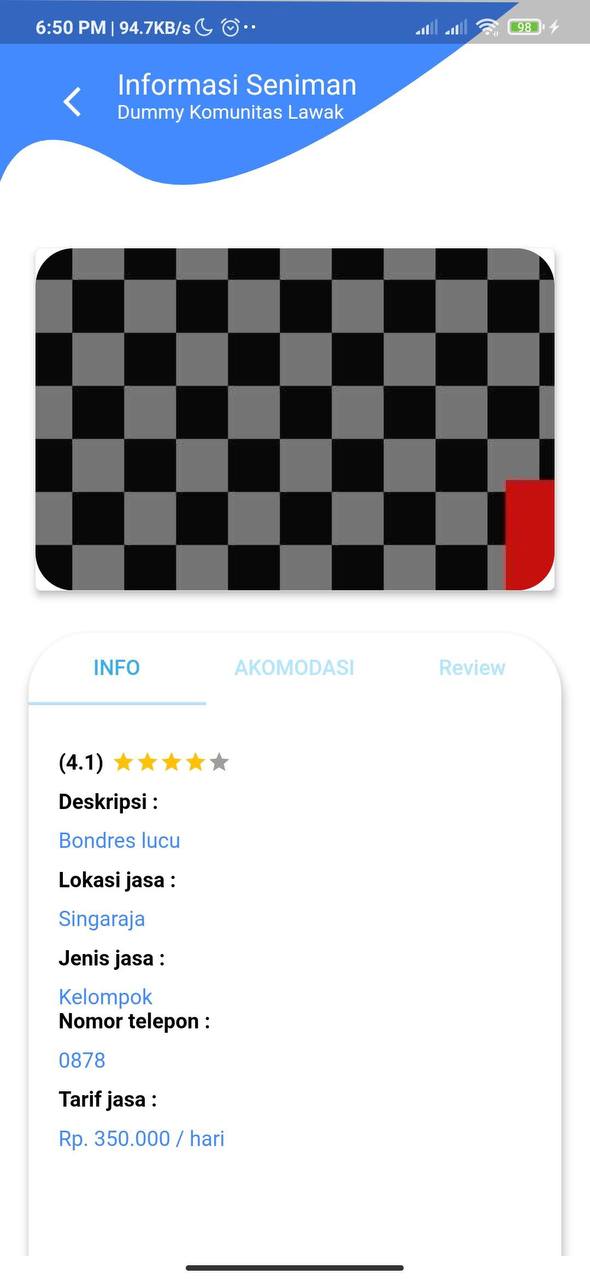 6:50 PM | 94.7KB/s
98
Informasi Seniman
Dummy Komunitas Lawak
INFO AKOMODASI Review
(4.1)
Deskripsi :
Bondres lucu
Lokasi jasa :
Singaraja
Jenis jasa :
Kelompok
Nomor telepon :
0878
Tarif jasa :
Rp. 350.000 / hari